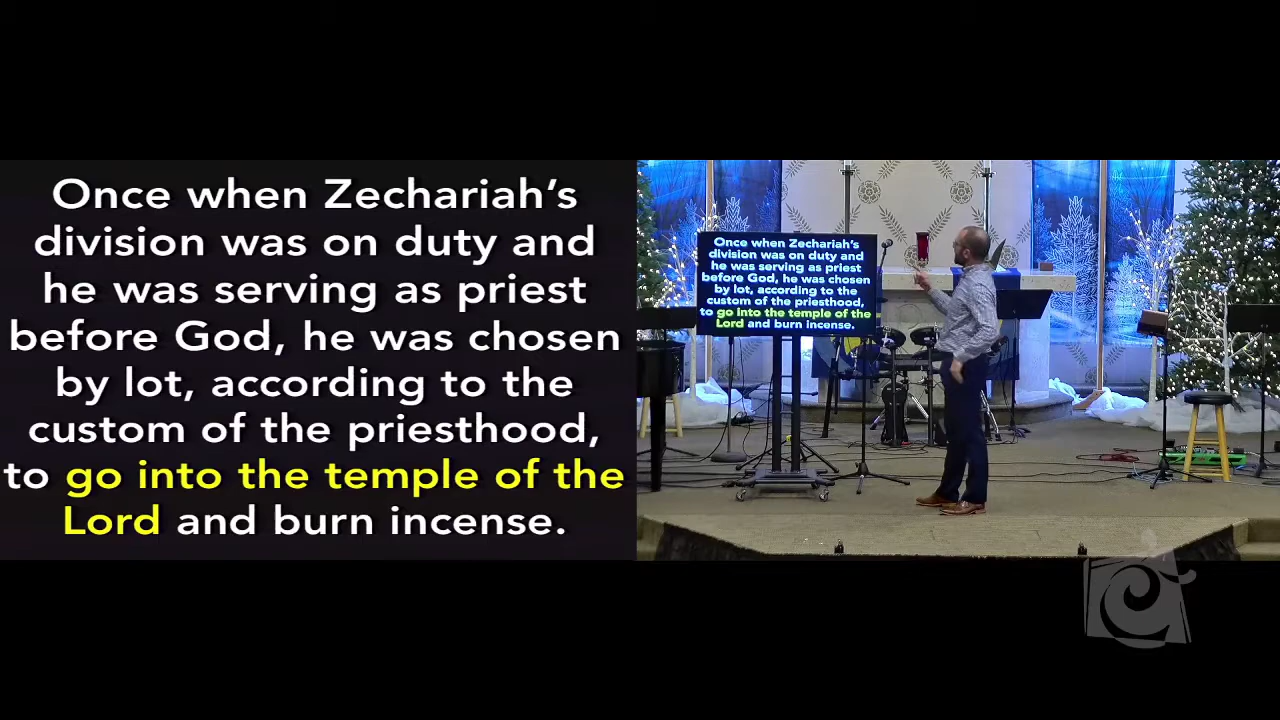 Once when Zechariah's
division was on duty and
he was serving as priest
before God, he was chosen
by lot, according to the
custom of the priesthood,
to go into the temple of the
Lord and burn incense.
Once when Zechariah's
division was on duty and
he was serving as priest
before God, he was chosen
by lot, according to the
custom of the priesthood,
to go into the temple of the
Lord and burn incense.